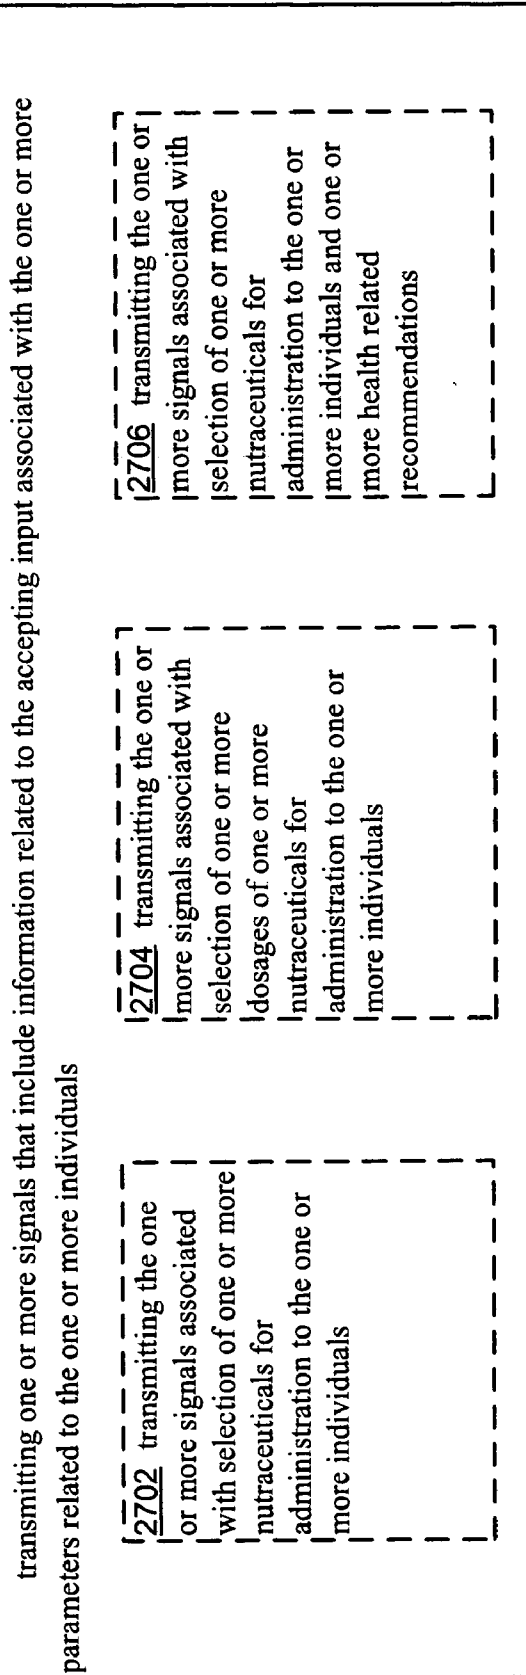 transmitting one or more signals that include information related to the accepting input associated with the one or more
parameters related to the one or more individuals
2702 transmitting the one
or more signals associated
with selection of one or more
nutraceuticals for
administration to the one or
more individuals
2704 transmitting the one or
more signals associated with
selection of one or more
dosages of one or more
nutraceuticals for
administration to the one or
more individuals
2706 transmitting the one or
more signals associated with
selection of one or more
nutraceuticals for
administration to the one or
more individuals and one or
more health related
recommendations